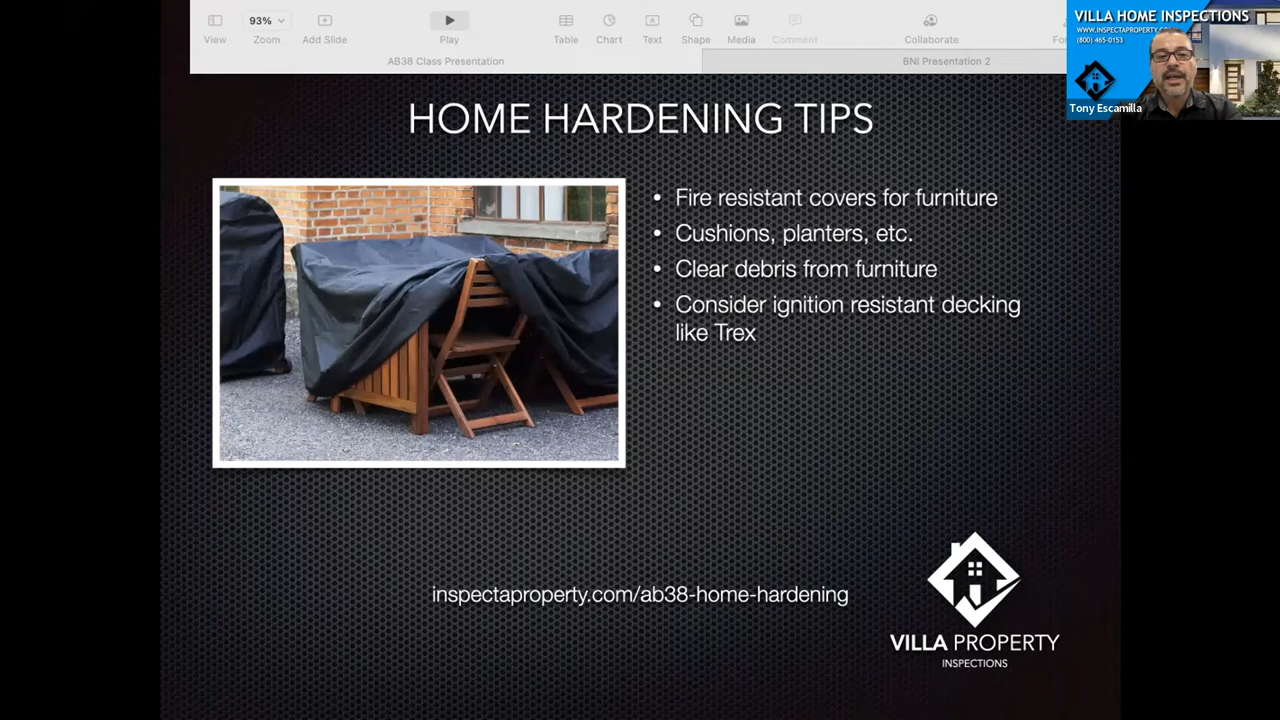 93%
View
Zoom
Add Slide
Play
Table
Chart
Text
Shape
Media
Comment
Collaborate
AB38 Class Presentation
BNI Presentation 2
VILLA HOME INSPECTIONS
(800) 465-0153
Tony Escamilla
HOME HARDENING TIPS
• Fire resistant covers for furniture
• Cushions, planters, etc.
• Clear debris from furniture
• Consider ignition resistant decking
like Trex
inspectaproperty.com/ab38-home-hardening
VILLA PROPERTY
INSPECTIONS